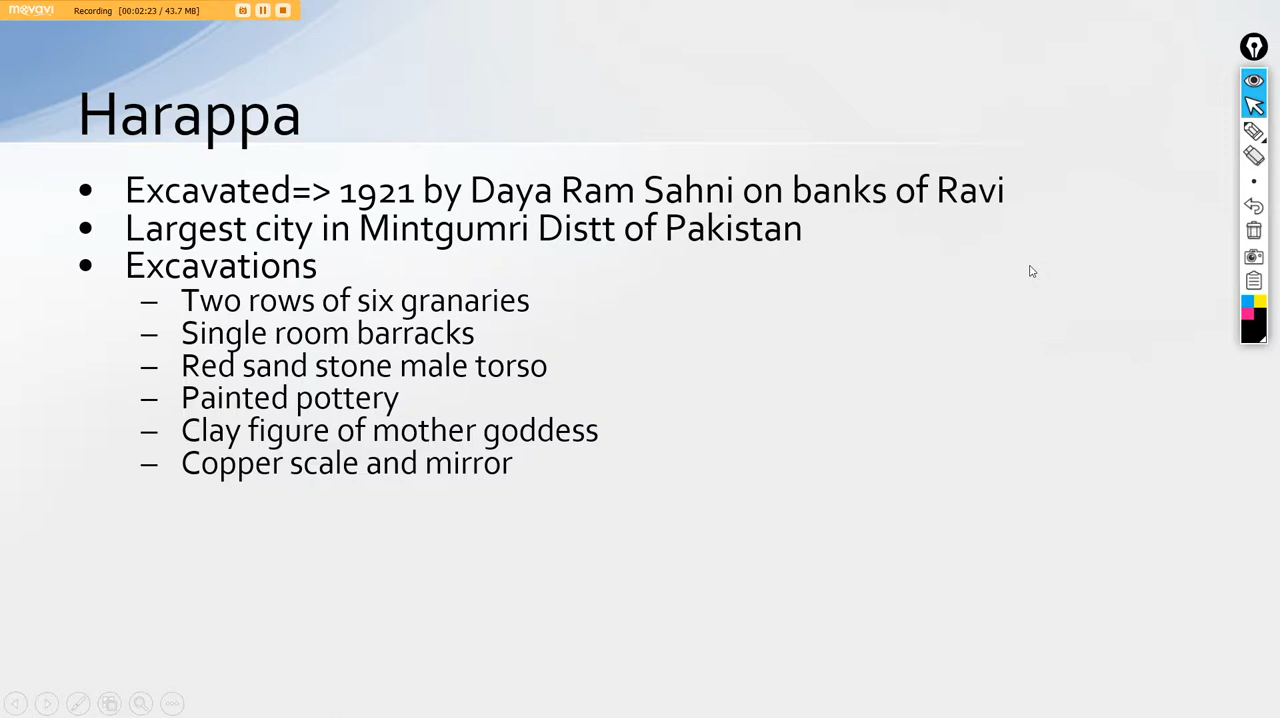 movavi
Recording [00:02:23 / 43.7 MB]
Harappa
• Excavated=> 1921 by Daya Ram Sahni on banks of Ravi
• Largest city in Mintgumri Distt of Pakistan
• Excavations
– Two rows of six granaries
– Single room barracks
– Red sand stone male torso
– Painted pottery
– Clay figure of mother goddess
– Copper scale and mirror